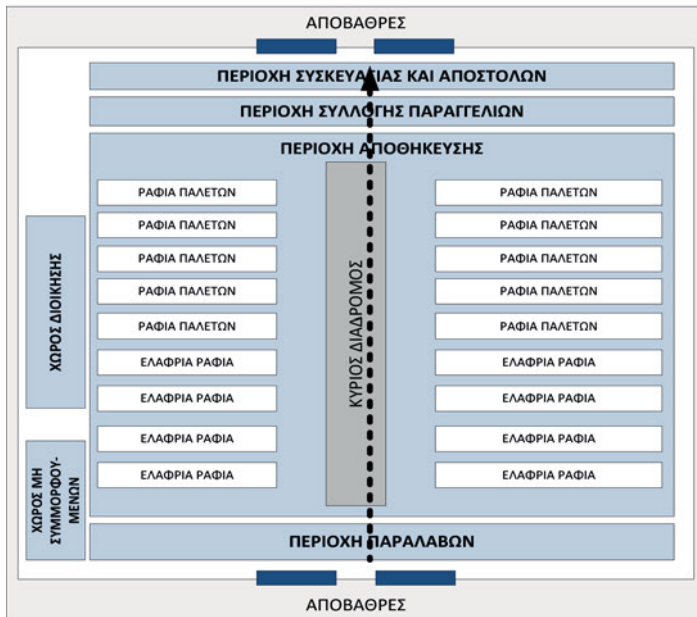 ΑΠΟΒΑΘΡΕΣ
ΠΕΡΙΟΧΗ ΣΥΣΚΕΥΑΣΙΑΣ ΚΑΙ ΑΠΟΣΤΟΛΩΝ
ΠΕΡΙΟΧΗ ΣΥΛΛΟΓΗΣ ΠΑΡΑΓΓΕΛΙΩΝ
ΠΕΡΙΟΧΗ ΑΠΟΘΗΚΕΥΣΗΣ
ΧΩΡΟΣ ΔΙΟΙΚΗΣΗΣ
ΧΩΡΟΣ ΜΗ
ΣΥΜΜΟΡΦΟΥ-
ΜΕΝΩΝ
ΡΑΦΙΑ ΠΑΛΕΤΩΝ
ΡΑΦΙΑ ΠΑΛΕΤΩΝ
ΡΑΦΙΑ ΠΑΛΕΤΩΝ
ΡΑΦΙΑ ΠΑΛΕΤΩΝ
ΡΑΦΙΑ ΠΑΛΕΤΩΝ
ΕΛΑΦΡΙΑ ΡΑΦΙΑ
ΕΛΑΦΡΙΑ ΡΑΦΙΑ
ΕΛΑΦΡΙΑ ΡΑΦΙΑ
ΕΛΑΦΡΙΑ ΡΑΦΙΑ
ΚΥΡΙΟΣ ΔΙΑΔΡΟΜΟΣ
ΡΑΦΙΑ ΠΑΛΕΤΩΝ
ΡΑΦΙΑ ΠΑΛΕΤΩΝ
ΡΑΦΙΑ ΠΑΛΕΤΩΝ
ΡΑΦΙΑ ΠΑΛΕΤΩΝ
ΡΑΦΙΑ ΠΑΛΕΤΩΝ
ΕΛΑΦΡΙΑ ΡΑΦΙΑ
ΕΛΑΦΡΙΑ ΡΑΦΙΑ
ΕΛΑΦΡΙΑ ΡΑΦΙΑ
ΕΛΑΦΡΙΑ ΡΑΦΙΑ
ΠΕΡΙΟΧΗ ΠΑΡΑΛΑΒΩΝ
ΑΠΟΒΑΘΡΕΣ